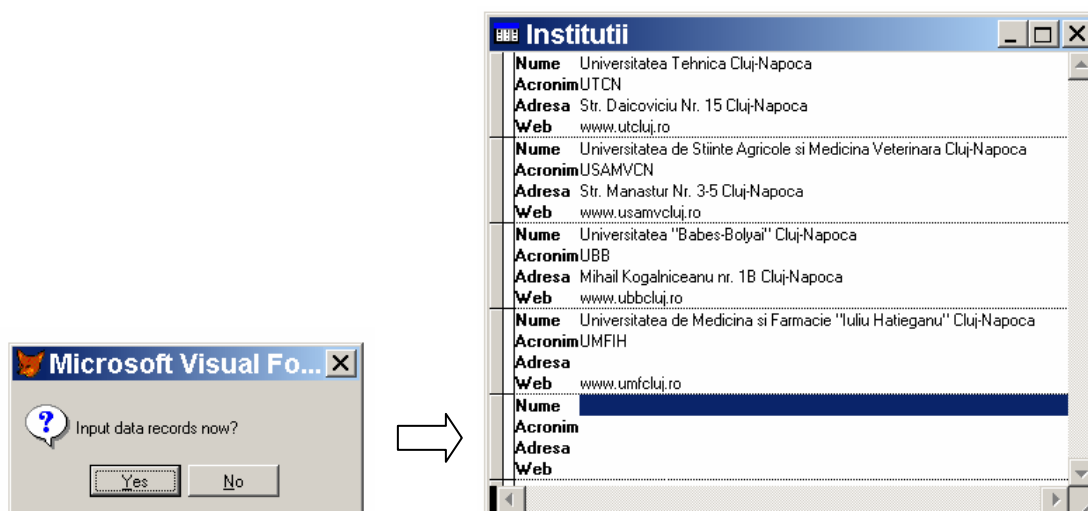 Microsoft Visual Fo...
Input data records now?
Yes No
Institutii
Nume Universitatea Tehnica Cluj-Napoca
Acronim UTCN
Adresa Str. Daicoviciu Nr. 15 Cluj-Napoca
Web www.utcluj.ro
Nume Universitatea de Stiinte Agricole si Medicina Veterinara Cluj-Napoca
Acronim USAMVCN
Adresa Str. Manastur Nr. 3-5 Cluj-Napoca
Web www.usamvcluj.ro
Nume Universitatea "Babes-Bolyai" Cluj-Napoca
Acronim UBB
Adresa Mihail Kogalniceanu nr. 1B Cluj-Napoca
Web www.ubbcluj.ro
Nume Universitatea de Medicina si Farmacie "Iuliu Hatieganu" Cluj-Napoca
Acronim UMFIH
Adresa
Web www.umfcluj.ro
Nume
Acronim
Adresa
Web